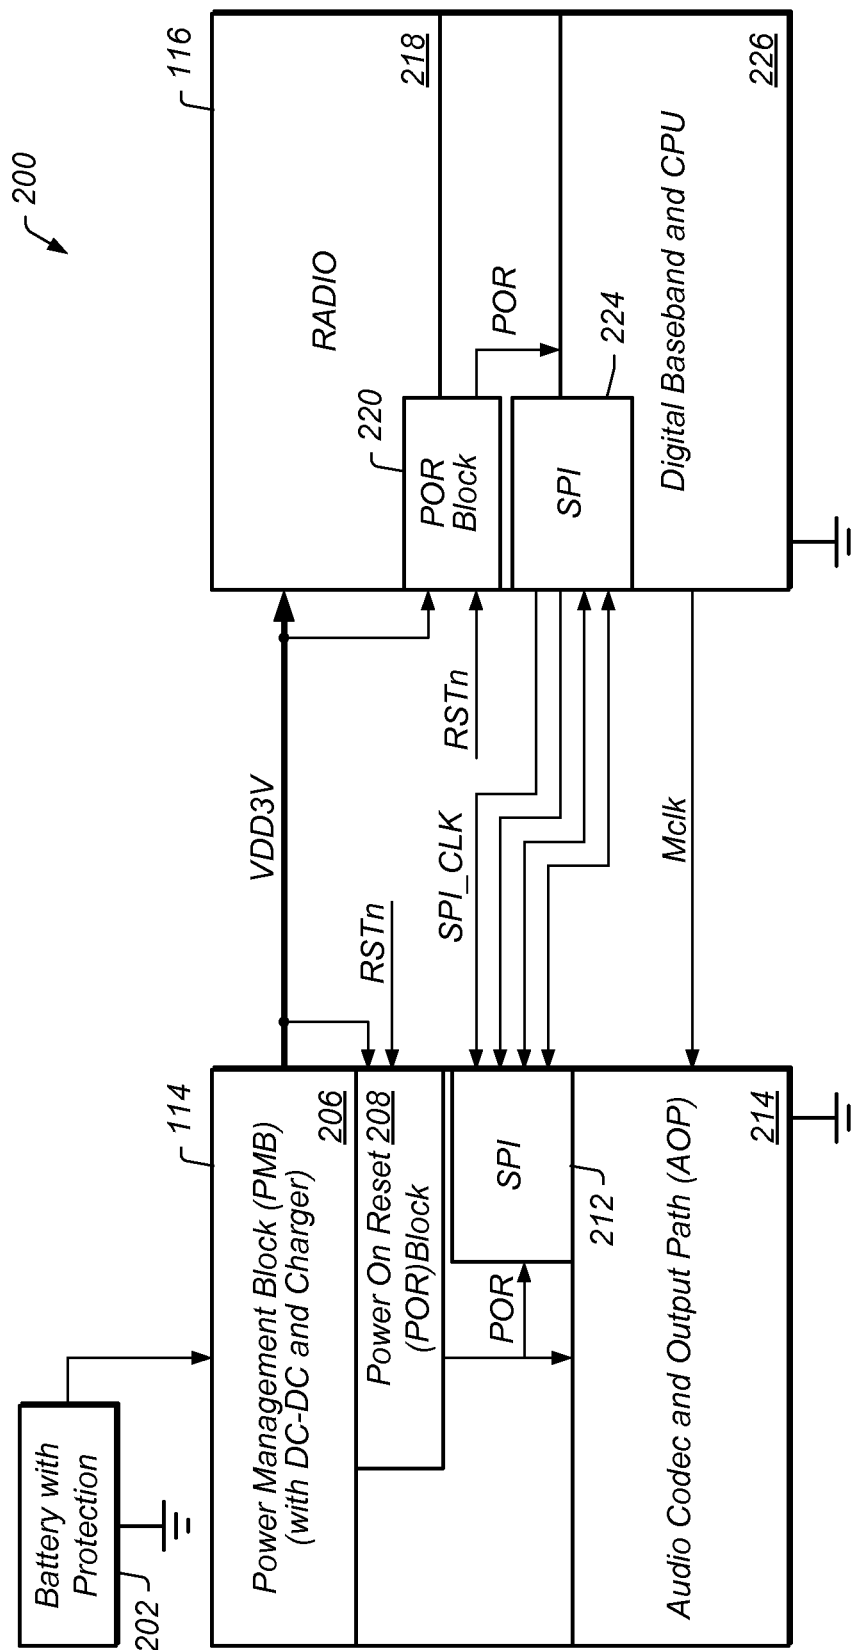 200
Battery with
Protection
202
114
Power Management Block (PMB)
(with DC-DC and Charger)
206
Power On Reset 208
(POR)Block
POR
SPI
212
Audio Codec and Output Path (AOP)
214
VDD3V
RSTn
SPI_CLK
RSTn
Mclk
116
RADIO
218
220
POR
Block
POR
SPI
224
Digital Baseband and CPU
226